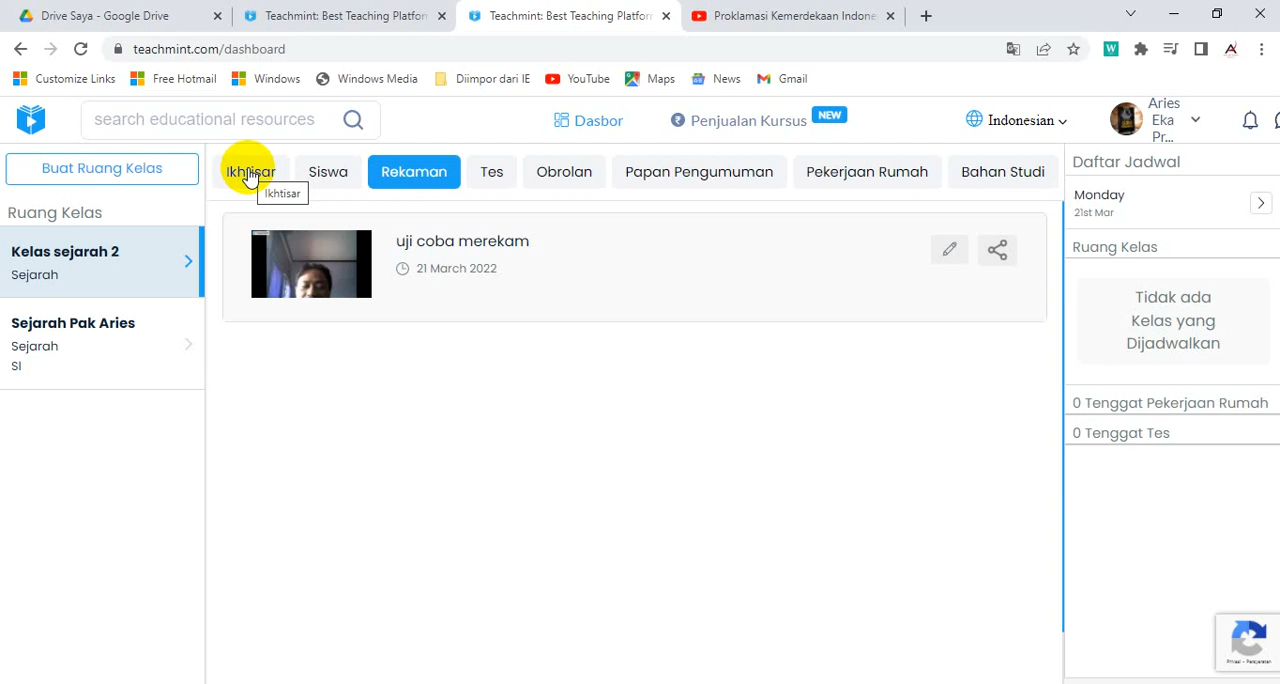 Drive Saya - Google Drive
Teachmint: Best Teaching Platfor
Teachmint: Best Teaching Platfor
Proklamasi Kemerdekaan Indone
teachmint.com/dashboard
Customize Links
Free Hotmail
Windows
Windows Media
Diimpor dari IE
YouTube
Maps
News
Gmail
search educational resources
Dasbor
Penjualan Kursus
NEW
Indonesian
Aries
Eka
Pr...
Buat Ruang Kelas
Ikhtisar
Siswa
Rekaman
Tes
Obrolan
Papan Pengumuman
Pekerjaan Rumah
Bahan Studi
Ikhtisar
Ruang Kelas
Kelas sejarah 2
Sejarah
Sejarah Pak Aries
Sejarah
SI
uji coba merekam
21 March 2022
Daftar Jadwal
Monday
21st Mar
Ruang Kelas
Tidak ada
Kelas yang
Dijadwalkan
0 Tenggat Pekerjaan Rumah
0 Tenggat Tes
Privasi - Persyaratan